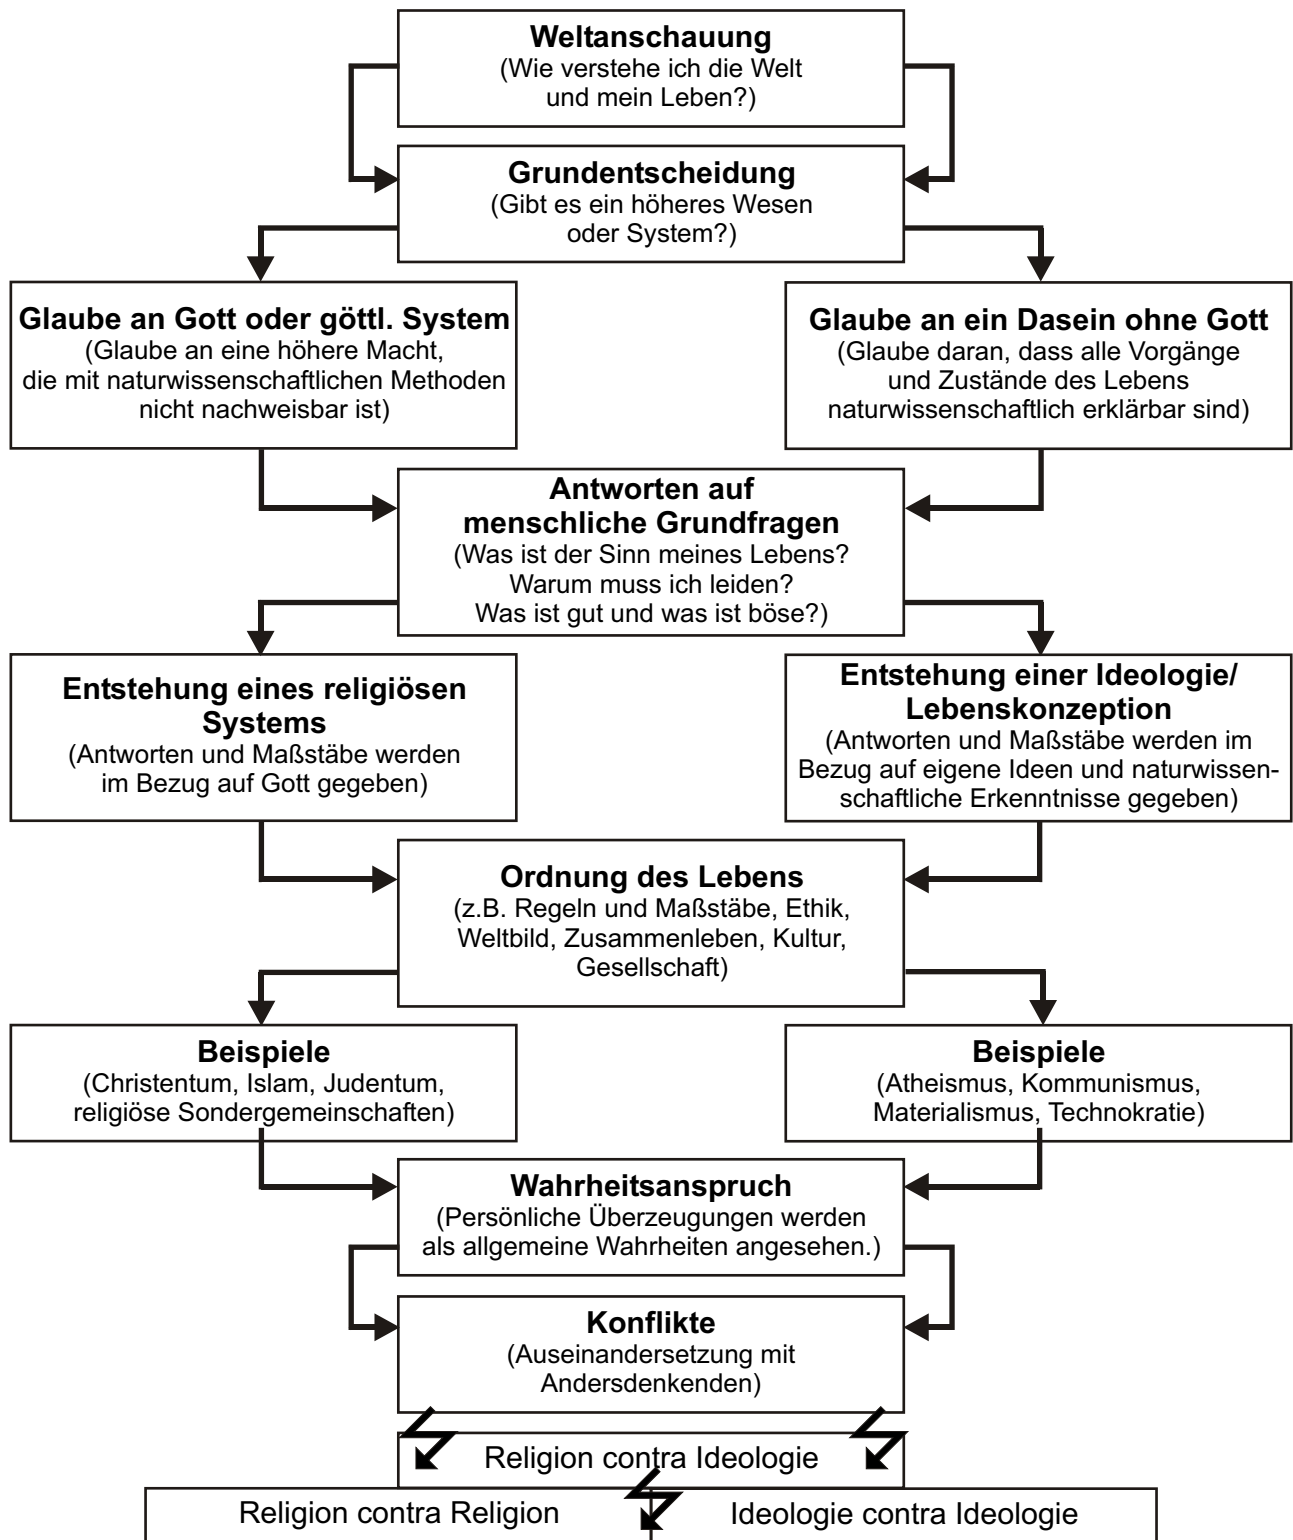 Weltanschauung
(Wie verstehe ich die Welt
und mein Leben?)
Grundentscheidung
(Gibt es ein höheres Wesen
oder System?)
Glaube an Gott oder göttl. System
(Glaube an eine höhere Macht,
die mit naturwissenschaftlichen Methoden
nicht nachweisbar ist)
Glaube an ein Dasein ohne Gott
(Glaube daran, dass alle Vorgänge
und Zustände des Lebens
naturwissenschaftlich erklärbar sind)
Antworten auf
menschliche Grundfragen
(Was ist der Sinn meines Lebens?
Warum muss ich leiden?
Was ist gut und was ist böse?)
Entstehung eines religiösen
Systems
(Antworten und Maßstäbe werden
im Bezug auf Gott gegeben)
Entstehung einer Ideologie/
Lebenskonzeption
(Antworten und Maßstäbe werden im
Bezug auf eigene Ideen und naturwissen-
schaftliche Erkenntnisse gegeben)
Ordnung des Lebens
(z.B. Regeln und Maßstäbe, Ethik,
Weltbild, Zusammenleben, Kultur,
Gesellschaft)
Beispiele
(Christentum, Islam, Judentum,
religiöse Sondergemeinschaften)
Beispiele
(Atheismus, Kommunismus,
Materialismus, Technokratie)
Wahrheitsanspruch
(Persönliche Überzeugungen werden
als allgemeine Wahrheiten angesehen.)
Konflikte
(Auseinandersetzung mit
Andersdenkenden)
Religion contra Ideologie
Religion contra Religion
Ideologie contra Ideologie